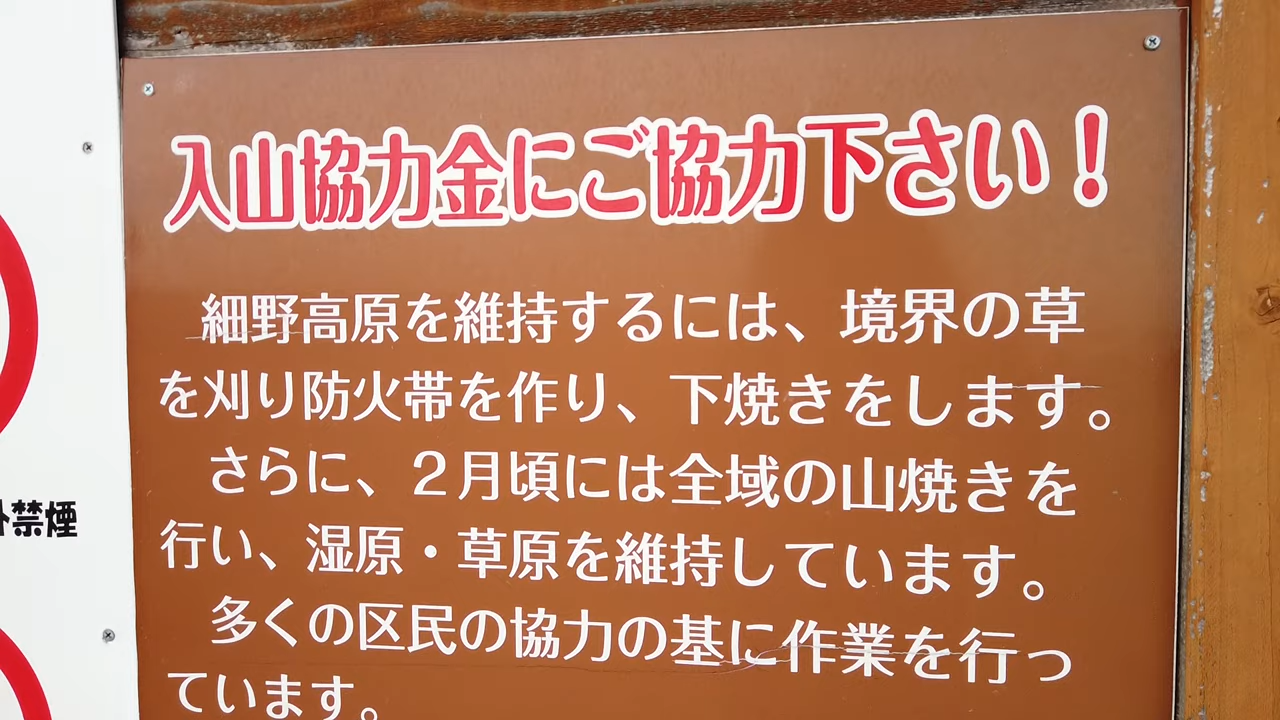 入山協力金にご協力下さい！
細野高原を維持するには、境界の草
を刈り防火帯を作り、下焼きをします。
さらに、２月頃には全域の山焼きを
行い、湿原・草原を維持しています。
多くの区民の協力の基に作業を行っ
ています。
禁煙